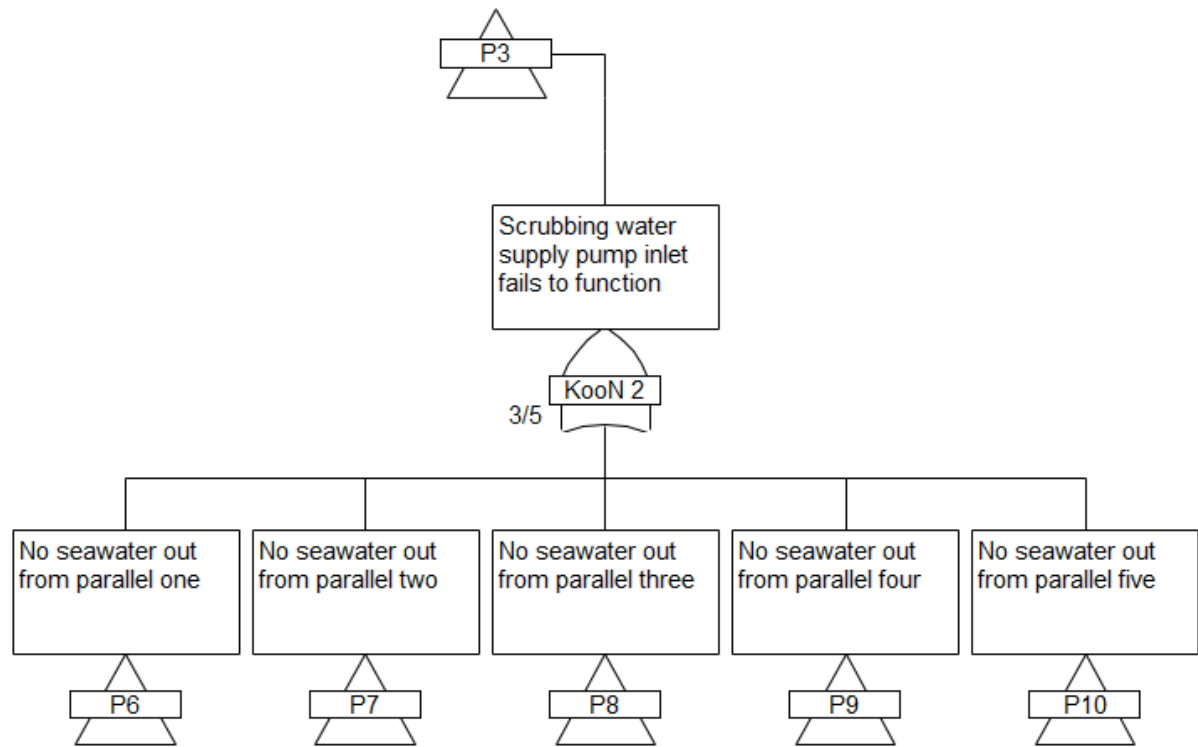 P3
Scrubbing water
supply pump inlet
fails to function
KooN 2
3/5
No seawater out
from parallel one
No seawater out
from parallel two
No seawater out
from parallel three
No seawater out
from parallel four
No seawater out
from parallel five
P6
P7
P8
P9
P10